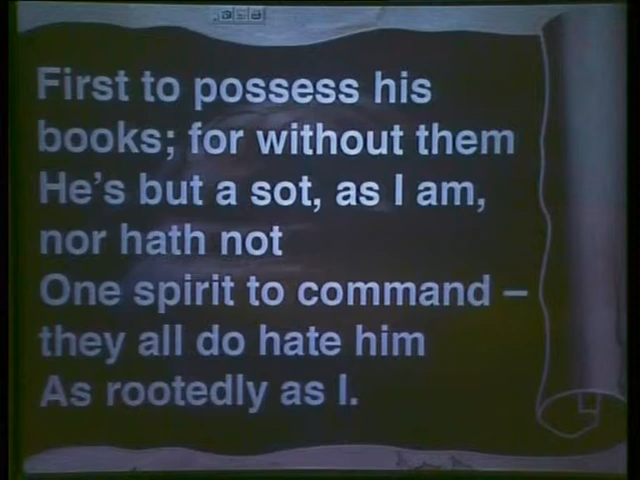 First to possess his
books; for without them
He's but a sot, as I am,
nor hath not
One spirit to command –
they all do hate him
As rootedly as I.